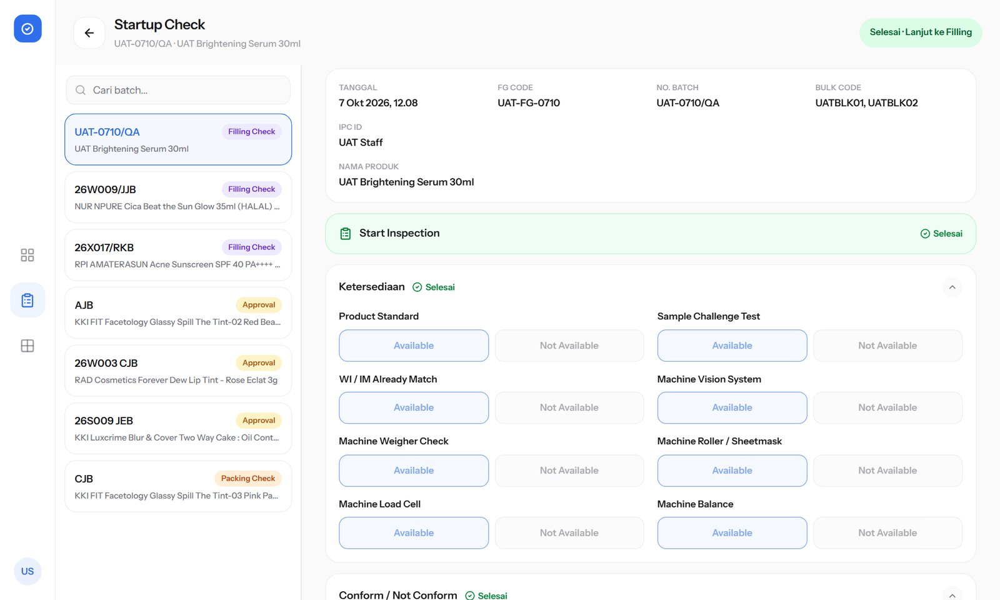 Startup Check
UAT-0710/QA · UAT Brightening Serum 30ml
Selesai · Lanjut ke Filling
Cari batch...
UAT-0710/QA
Filling Check
UAT Brightening Serum 30ml
26W009/JJB
Filling Check
NUR NPURE Cica Beat the Sun Glow 35ml (HALAL) ...
26X017/RKB
Filling Check
RPI AMATERASUN Acne Sunscreen SPF 40 PA++++ ...
AJB
Approval
KKI FIT Facetology Glassy Spill The Tint-02 Red Bea...
26W003 CJB
Approval
RAD Cosmetics Forever Dew Lip Tint - Rose Eclat 3g
26S009 JEB
Approval
KKI Luxcrime Blur & Cover Two Way Cake : Oil Cont...
CJB
Packing Check
KKI FIT Facetology Glassy Spill The Tint-03 Pink Pa...
US
TANGGAL
7 Okt 2026, 12.08
FG CODE
UAT-FG-0710
NO. BATCH
UAT-0710/QA
BULK CODE
UATBLK01, UATBLK02
IPC ID
UAT Staff
NAMA PRODUK
UAT Brightening Serum 30ml
Start Inspection
Selesai
Ketersediaan
Selesai
Product Standard
Available
Not Available
Sample Challenge Test
Available
Not Available
WI / IM Already Match
Available
Not Available
Machine Vision System
Available
Not Available
Machine Weigher Check
Available
Not Available
Machine Roller / Sheetmask
Available
Not Available
Machine Load Cell
Available
Not Available
Machine Balance
Available
Not Available
Conform / Not Conform
Selesai